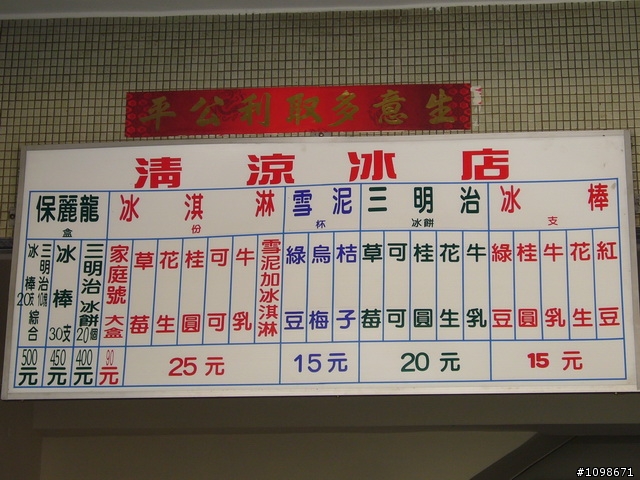 生意多取利公平
清涼冰店
保麗龍 盒 冰淇淋 份 雪泥 杯 三明治 冰餅 冰棒 支
冰棒20支三明治10個綜合 冰棒30支 三明治冰餅20個 家庭號大盒 草莓 花生 桂圓 可可 牛乳 雪泥加冰淇淋 綠豆 烏梅 桔子 草莓 可可 桂圓 花生 牛乳 綠豆 桂圓 牛乳 花生 紅豆
500元 450元 400元 90元 25元 15元 20元 15元
#1098671